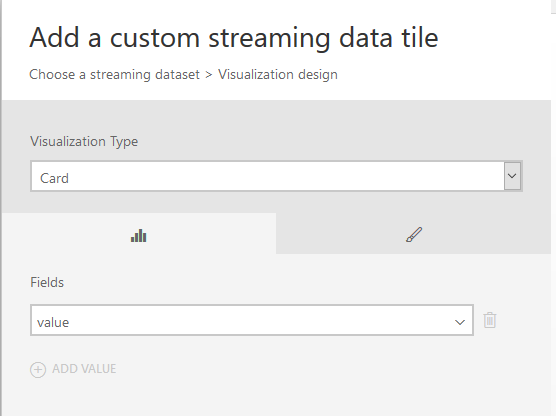 Add a custom streaming data tile
Choose a streaming dataset > Visualization design
Visualization Type
Card
Fields
value
ADD VALUE